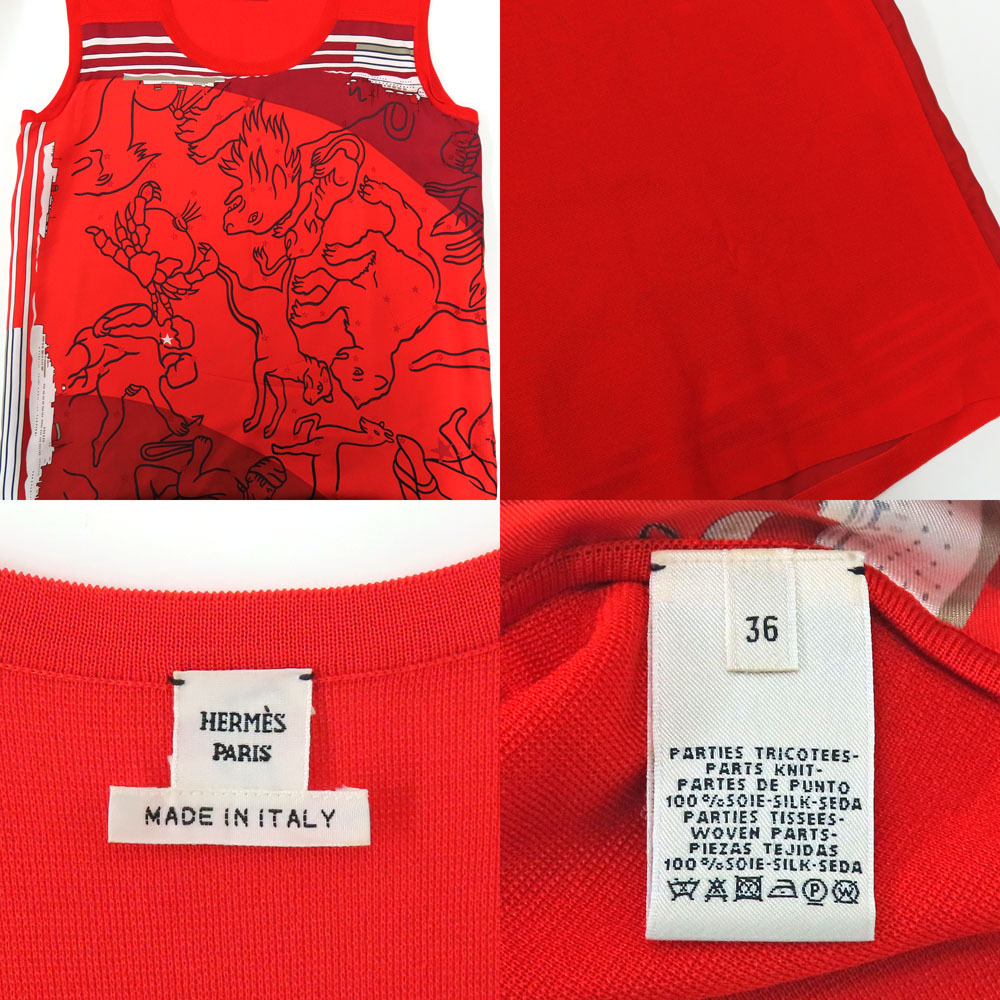 HERMÈS
PARIS
MADE IN ITALY
36
PARTIES TRICOTEES-
PARTS KNIT-
PARTES DE PUNTO
100%SOIE-SILK-SEDA
PARTIES TISSEES-
WOVEN PARTS-
PIEZAS TEJIDAS
100%SOIE-SILK-SEDA
P
W